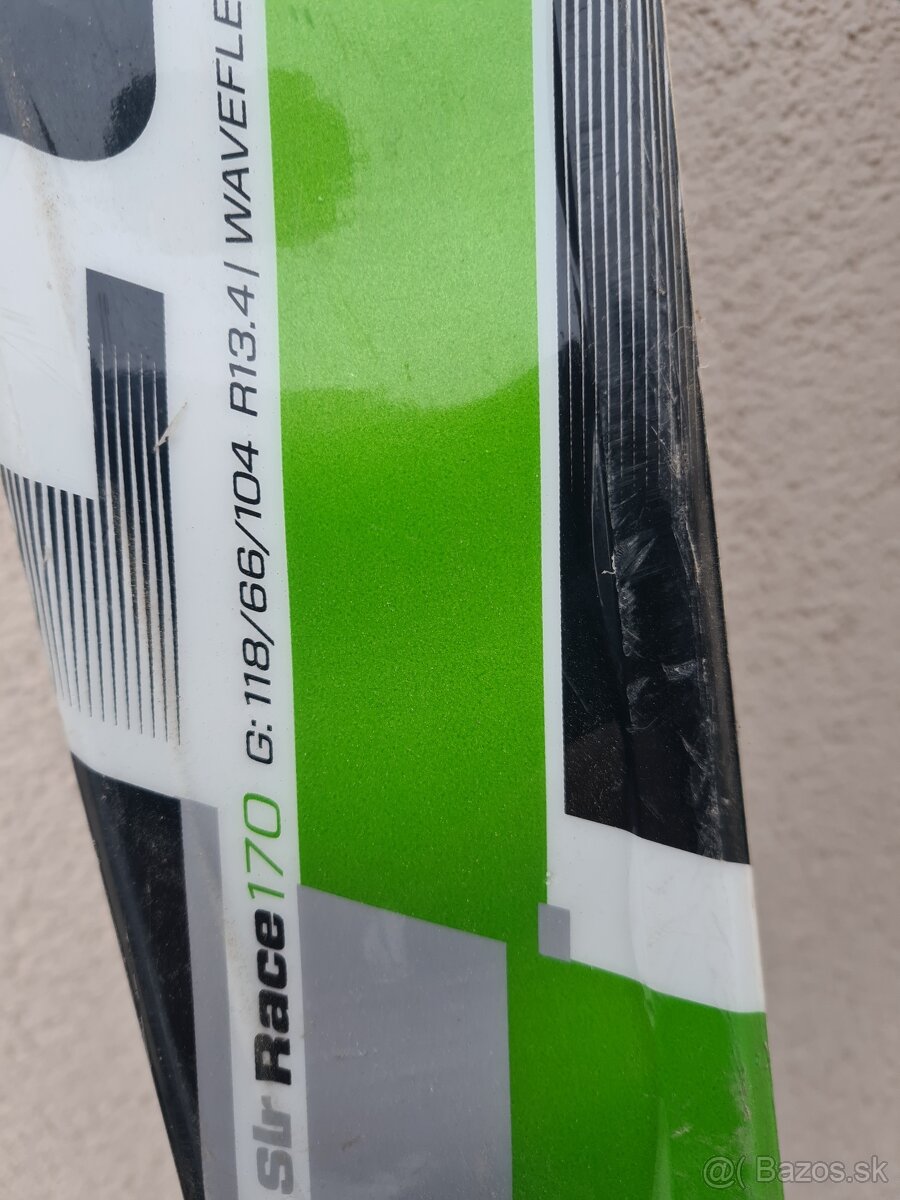 Slr Race 170 G: 118/66/104 R13.4 | WAVEFLE
@( Bazos.sk